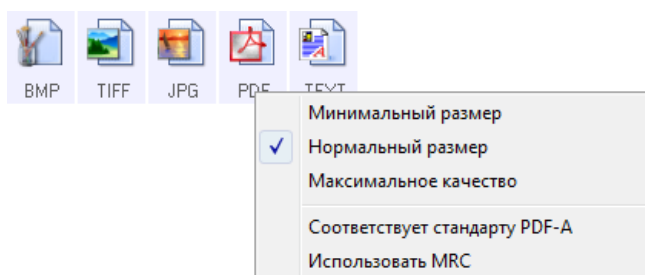 BMP TIFF JPG PDF TEXT
Минимальный размер
Нормальный размер
Максимальное качество
Соответствует стандарту PDF-A
Использовать MRC